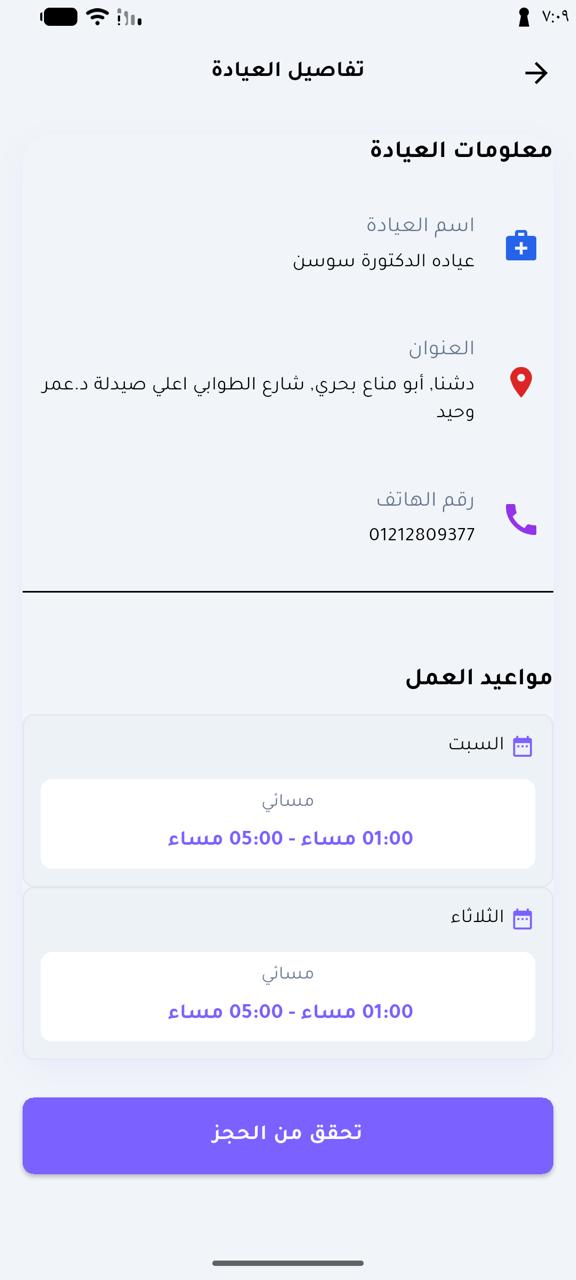 ٧:٠٩
تفاصيل العيادة
معلومات العيادة
اسم العيادة
عياده الدكتورة سوسن
العنوان
دشنا, أبو مناع بحري, شارع الطوابي اعلي صيدلة د.عمر
وحيد
رقم الهاتف
01212809377
مواعيد العمل
السبت
مسائي
01:00 مساء - 05:00 مساء
الثلاثاء
مسائي
01:00 مساء - 05:00 مساء
تحقق من الحجز